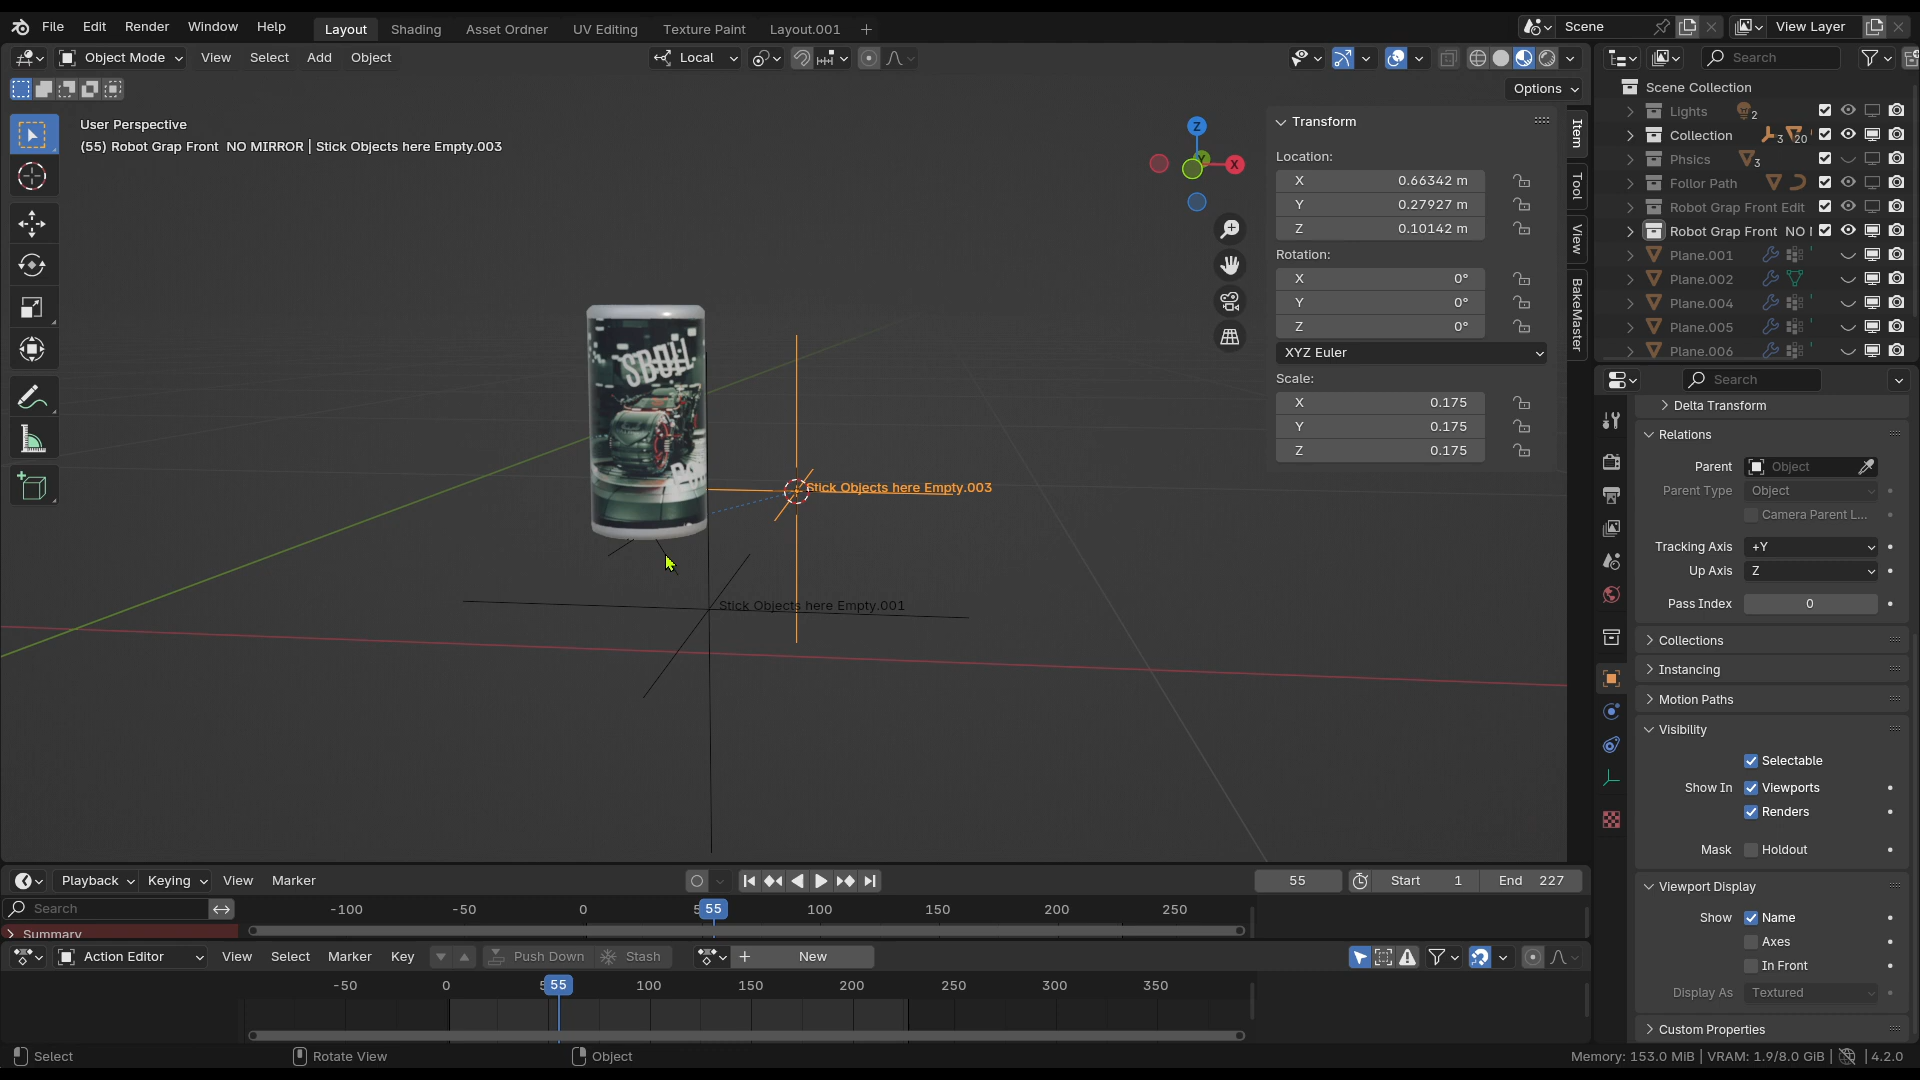 File Edit Render Window Help Layout Shading Asset Ordner UV Editing Texture Paint Layout.001 + Scene View Layer
Object Mode View Select Add Object Local Search
Options
User Perspective
(55) Robot Grap Front NO MIRROR | Stick Objects here Empty.003
Z
X
Transform
Location:
X 0.66342 m
Y 0.27927 m
Z 0.10142 m
Rotation:
X 0°
Y 0°
Z 0°
XYZ Euler
Scale:
X 0.175
Y 0.175
Z 0.175
Item
Tool
View
BakeMaster
Scene Collection
Lights 2
Collection 3 20
Phsics 3
Follor Path
Robot Grap Front Edit
Robot Grap Front NO
Plane.001
Plane.002
Plane.004
Plane.005
Plane.006
Stick Objects here Empty.003
Stick Objects here Empty.001
Search
Delta Transform
Relations
Parent Object
Parent Type Object
Camera Parent L...
Tracking Axis +Y
Up Axis Z
Pass Index 0
Collections
Instancing
Motion Paths
Visibility
Selectable
Show In Viewports
Renders
Mask Holdout
Viewport Display
Show Name
Axes
In Front
Display As Textured
Custom Properties
Playback Keying View Marker 55 Start 1 End 227
Search -100 -50 0 55 100 150 200 250
Summary
Action Editor View Select Marker Key Push Down Stash + New
-50 0 55 100 150 200 250 300 350
Select Rotate View Object Memory: 153.0 MiB | VRAM: 1.9/8.0 GiB | 4.2.0